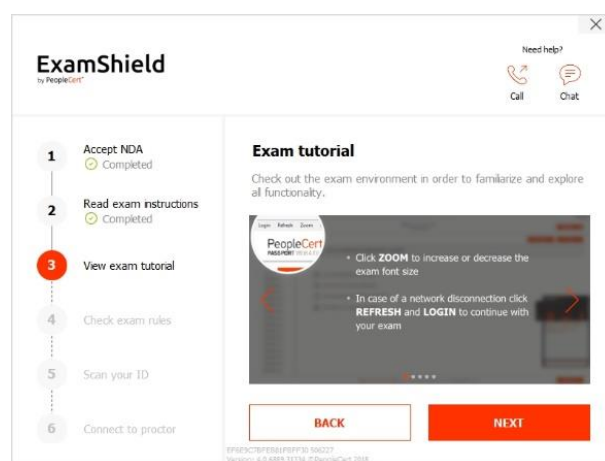 ExamShield
by PeopleCert
Need help?
Call
Chat
1
Accept NDA
Completed
2
Read exam instructions
Completed
3
View exam tutorial
4
Check exam rules
5
Scan your ID
6
Connect to proctor
Exam tutorial
Check out the exam environment in order to familiarize and explore
all functionality.
Login Refresh Zoom
PeopleCert
PASSPORT
• Click ZOOM to increase or decrease the
exam font size
• In case of a network disconnection click
REFRESH and LOGIN to continue with
your exam
BACK
NEXT